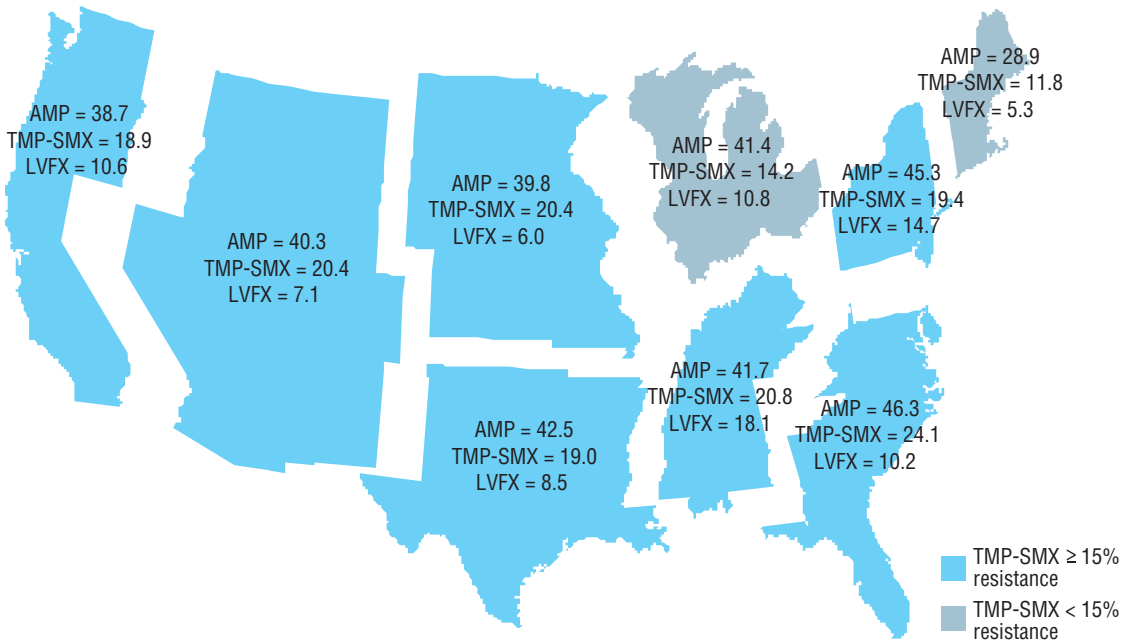 AMP = 38.7
TMP-SMX = 18.9
LVFX = 10.6
AMP = 40.3
TMP-SMX = 20.4
LVFX = 7.1
AMP = 39.8
TMP-SMX = 20.4
LVFX = 6.0
AMP = 42.5
TMP-SMX = 19.0
LVFX = 8.5
AMP = 41.4
TMP-SMX = 14.2
LVFX = 10.8
AMP = 41.7
TMP-SMX = 20.8
LVFX = 18.1
AMP = 28.9
TMP-SMX = 11.8
LVFX = 5.3
AMP = 45.3
TMP-SMX = 19.4
LVFX = 14.7
AMP = 46.3
TMP-SMX = 24.1
LVFX = 10.2
TMP-SMX ≥ 15%
resistance
TMP-SMX < 15%
resistance